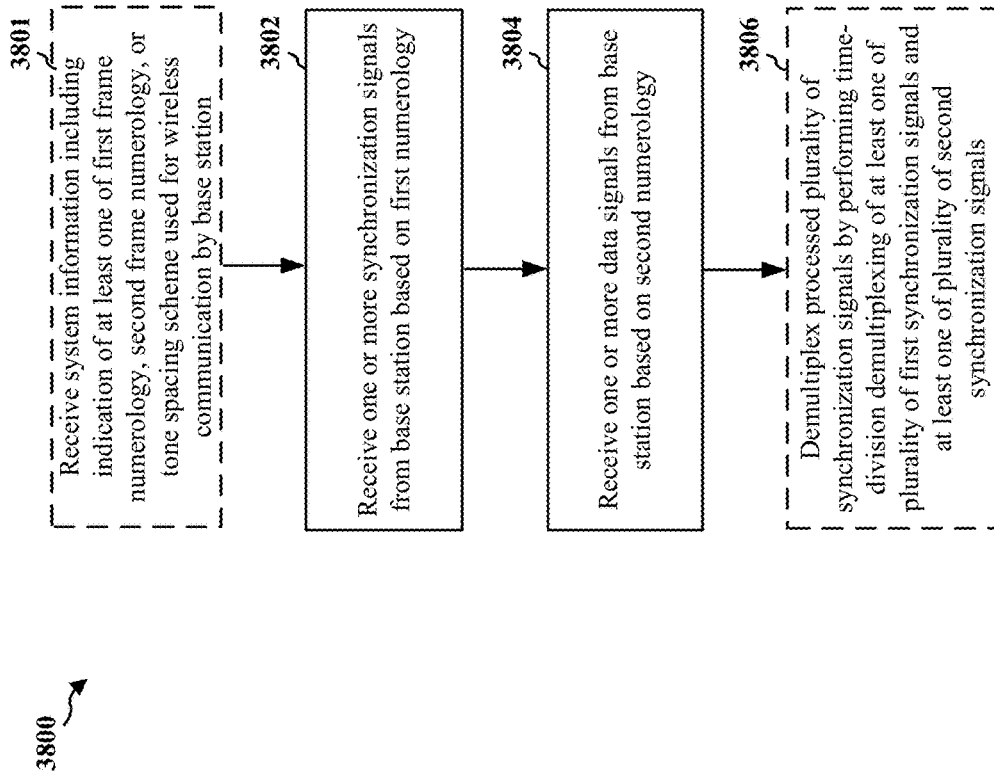 3800
3801
Receive system information including
indication of at least one of first frame
numerology, second frame numerology, or
tone spacing scheme used for wireless
communication by base station
3802
Receive one or more synchronization signals
from base station based on first numerology
3804
Receive one or more data signals from base
station based on second numerology
3806
Demultiplex processed plurality of
synchronization signals by performing time-
division demultiplexing of at least one of
plurality of first synchronization signals and
at least one of plurality of second
synchronization signals